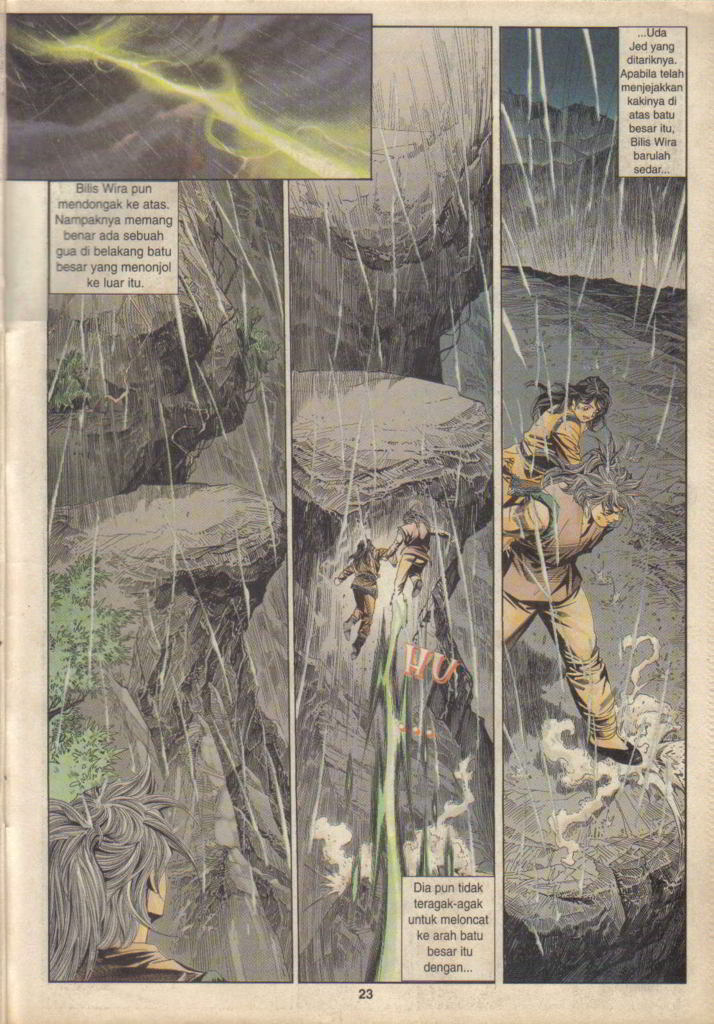 Bilis Wira pun
mendongak ke atas.
Nampaknya memang
benar ada sebuah
gua di belakang batu
besar yang menonjol
ke luar itu.
HU
...
Dia pun tidak
teragak-agak
untuk meloncat
ke arah batu
besar itu
dengan...
...Uda
Jed yang
ditariknya.
Apabila telah
menjejakkan
kakinya di
atas batu
besar itu,
Bilis Wira
barulah
sedar...
23